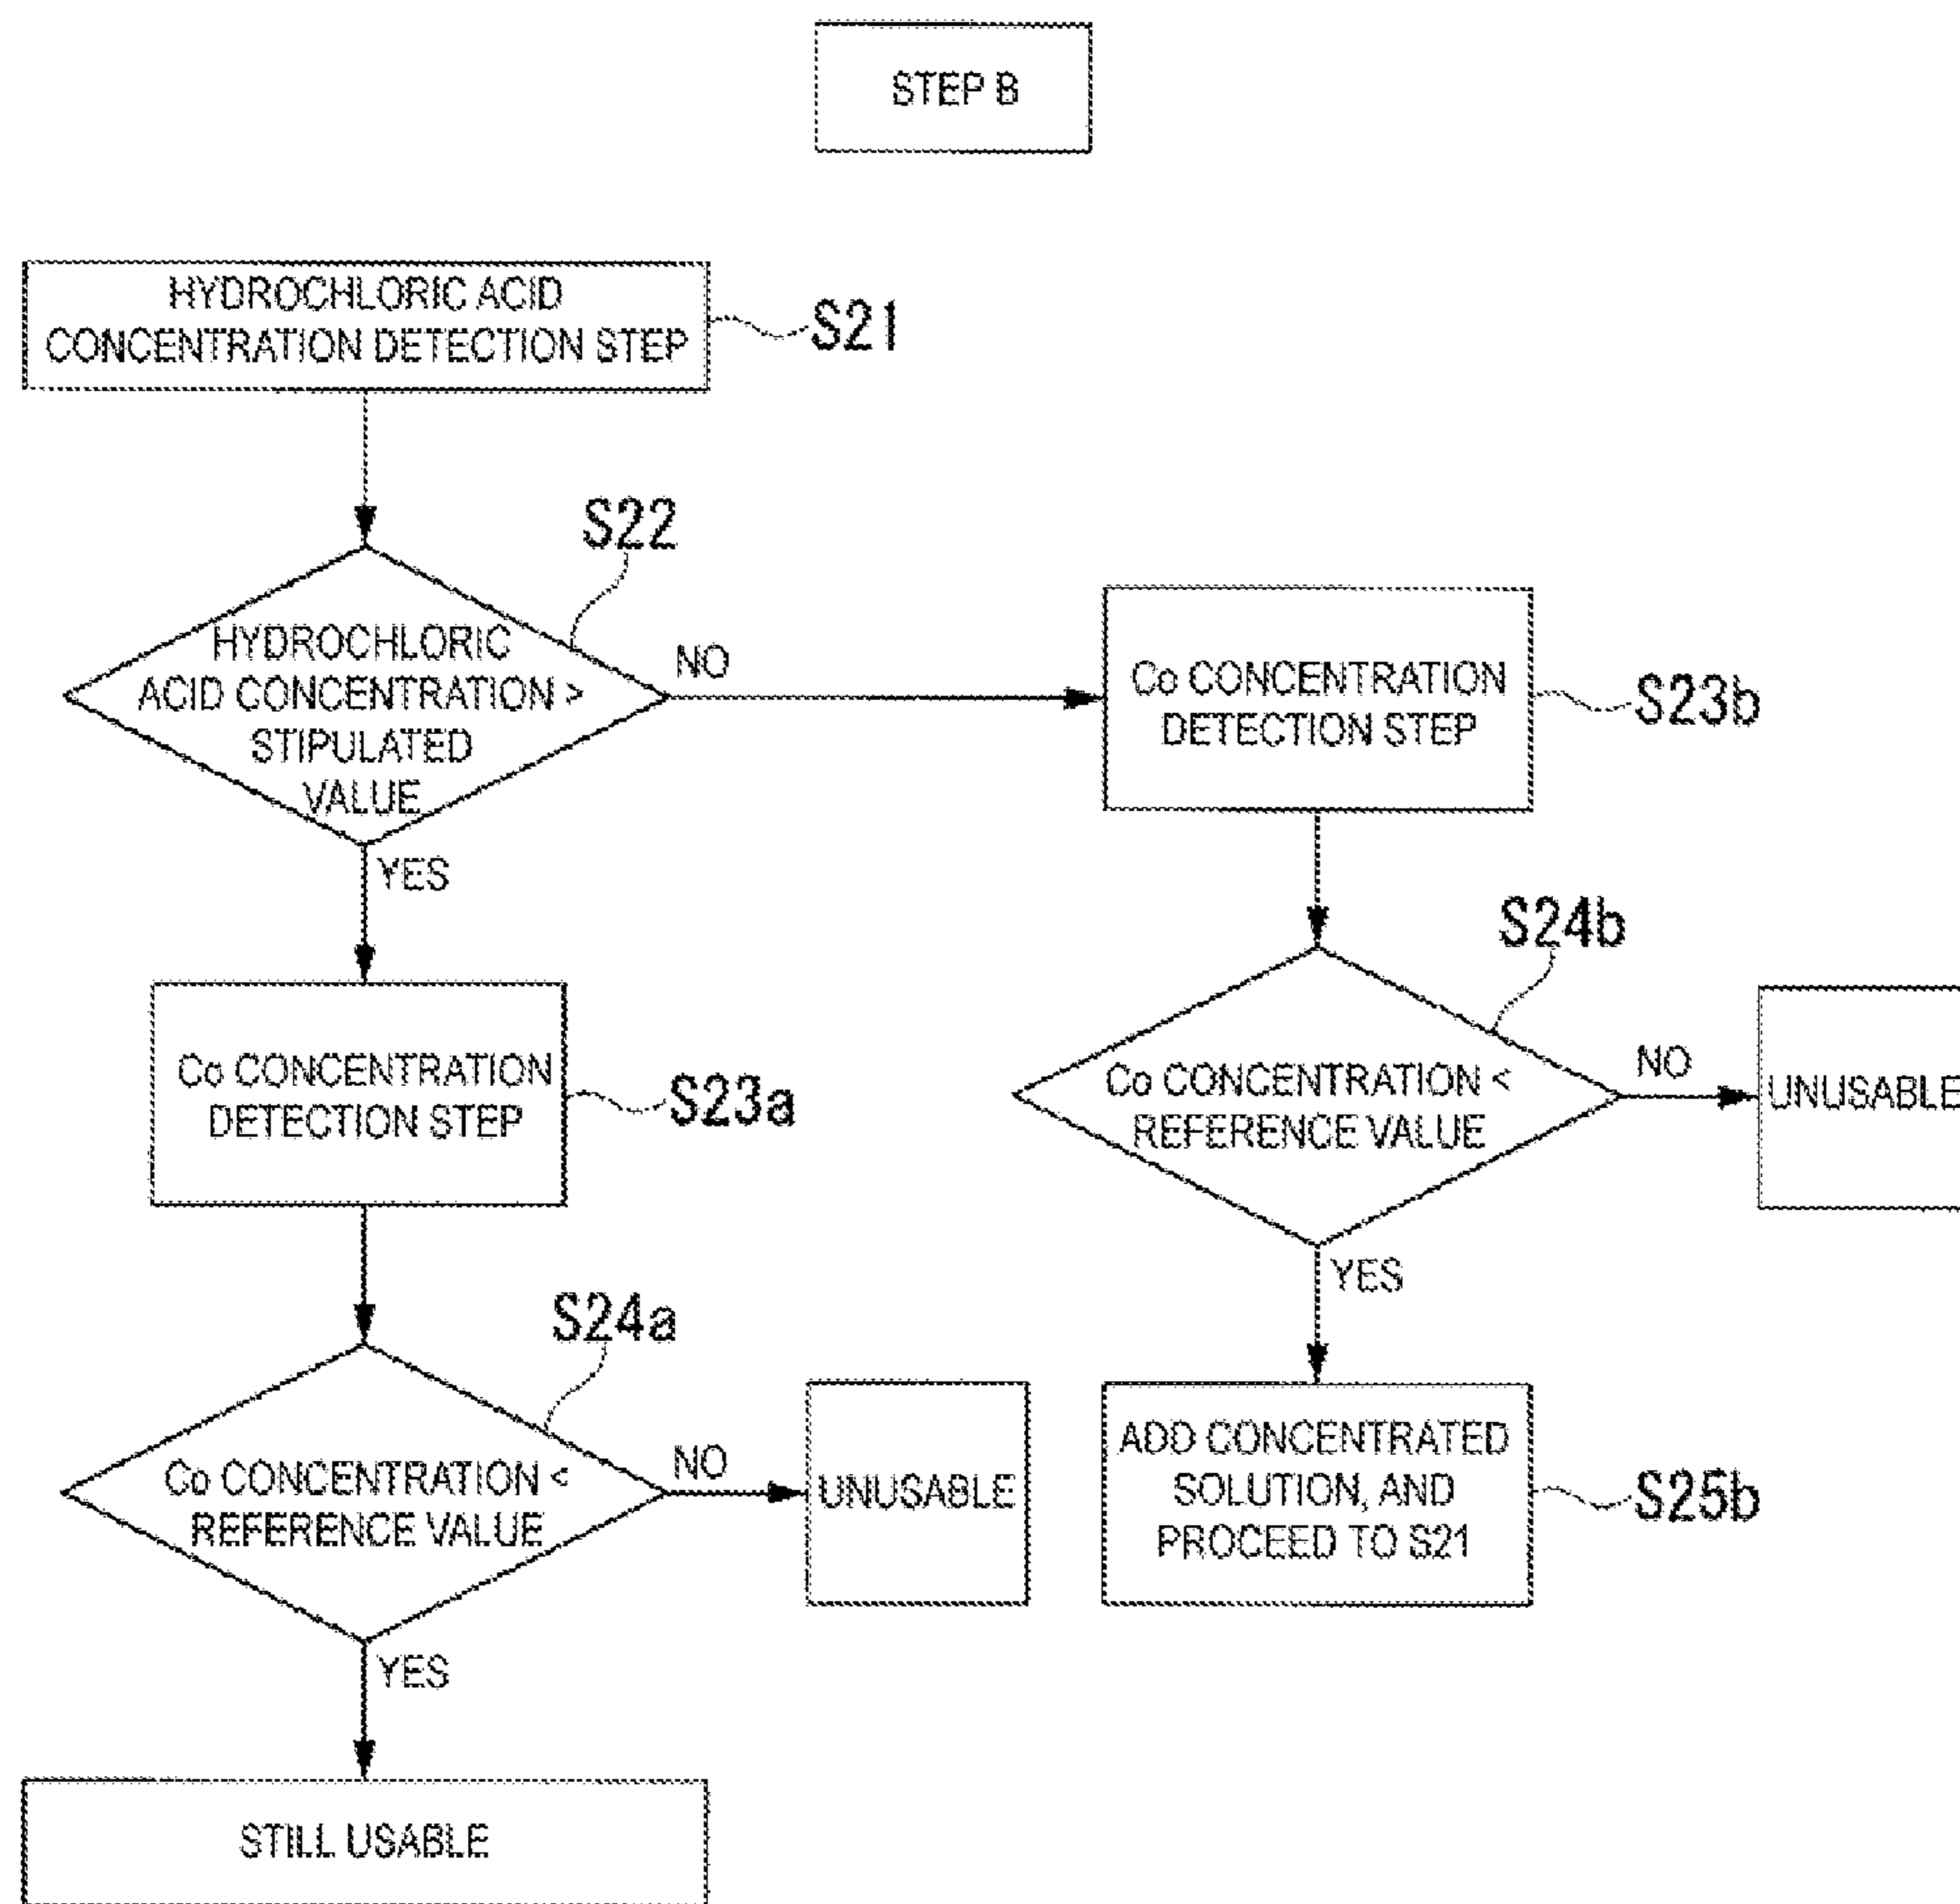 STEP B
HYDROCHLORIC ACID
CONCENTRATION DETECTION STEP
S21
S22
HYDROCHLORIC
ACID CONCENTRATION >
STIPULATED
VALUE
NO
YES
Co CONCENTRATION
DETECTION STEP
S23b
Co CONCENTRATION
DETECTION STEP
S23a
S24b
Co CONCENTRATION <
REFERENCE VALUE
NO
UNUSABLE
YES
S24a
Co CONCENTRATION <
REFERENCE VALUE
NO
UNUSABLE
YES
ADD CONCENTRATED
SOLUTION, AND
PROCEED TO S21
S25b
STILL USABLE